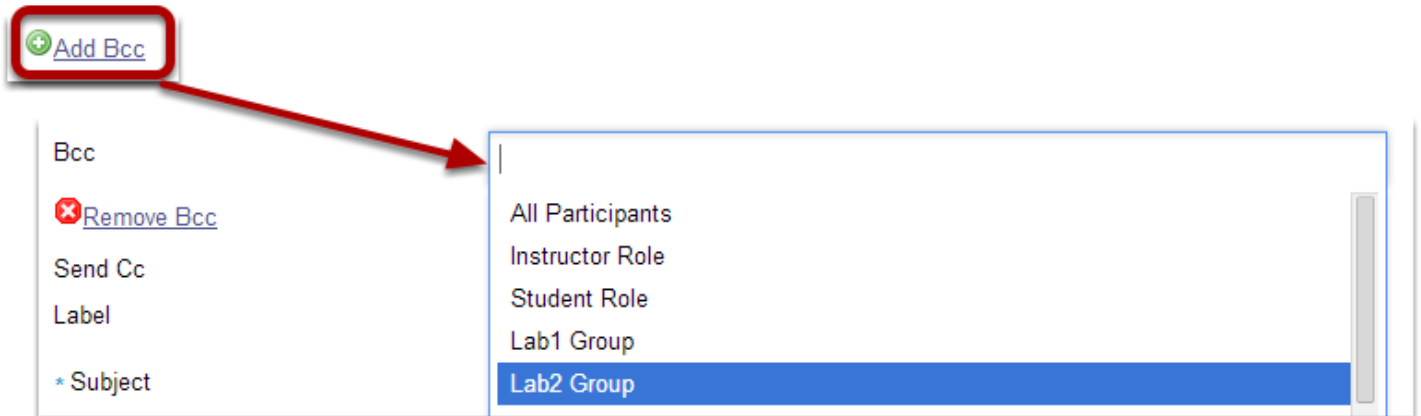 Add Bcc
Bcc
Remove Bcc
Send Cc
Label
* Subject
All Participants
Instructor Role
Student Role
Lab1 Group
Lab2 Group